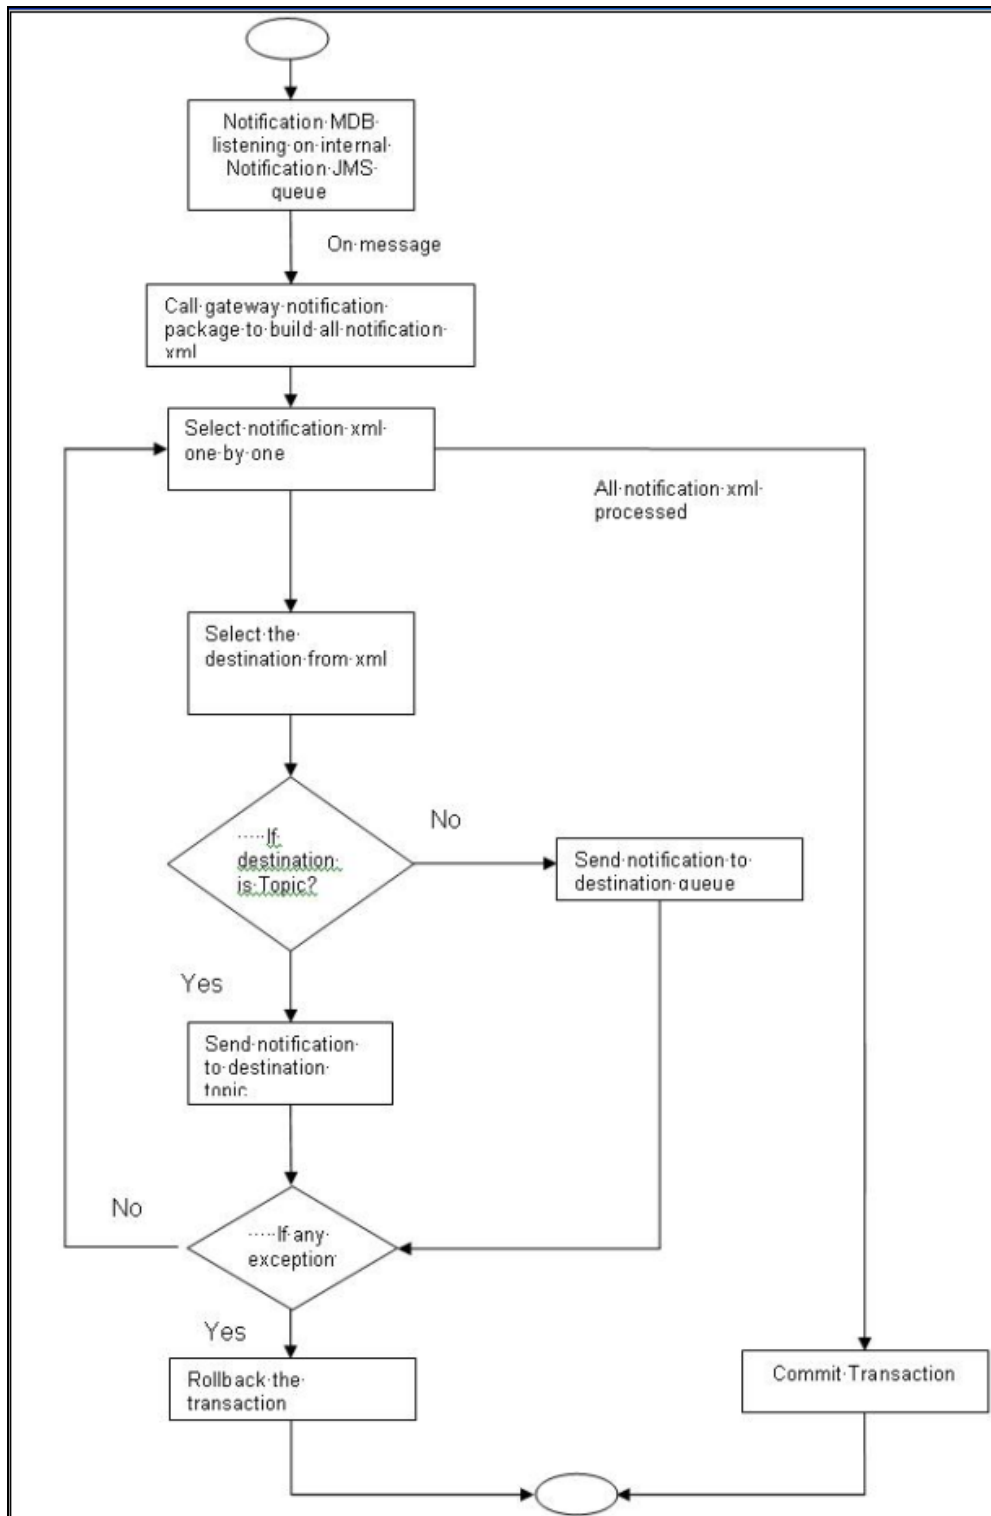 Notification MDB
listening on internal
Notification JMS
queue
On message
Call gateway notification
package to build all notification
xml
Select notification xml
one by one
All notification xml
processed
Select the
destination from xml
If
destination
is Topic?
No
Send notification to
destination queue
Yes
Send notification
to destination
topic
No
If any
exception
Yes
Rollback the
transaction
Commit Transaction